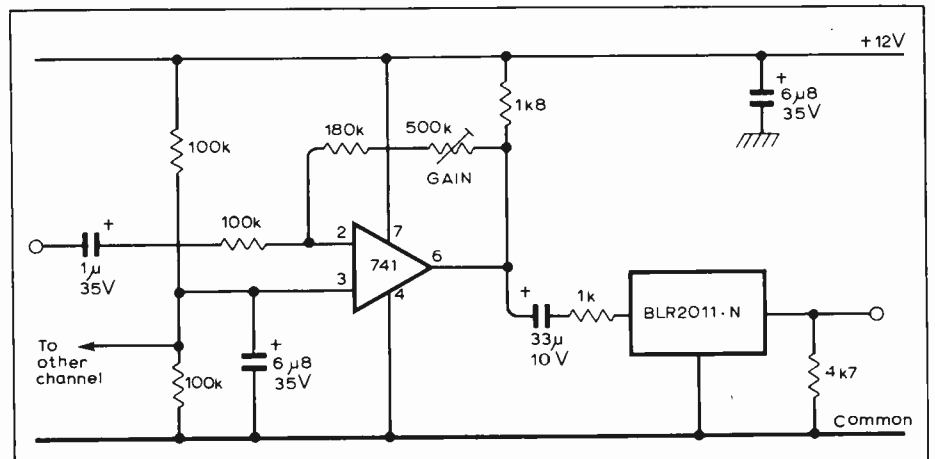 +12V
+
6µ8
35V
1k8
180k
500k
GAIN
100k
100k
+
1µ
35V
2
7
741
6
3
4
+
33µ
10V
1k
BLR2011·N
To
other
channel
100k
+
6µ8
35V
4k7
Common